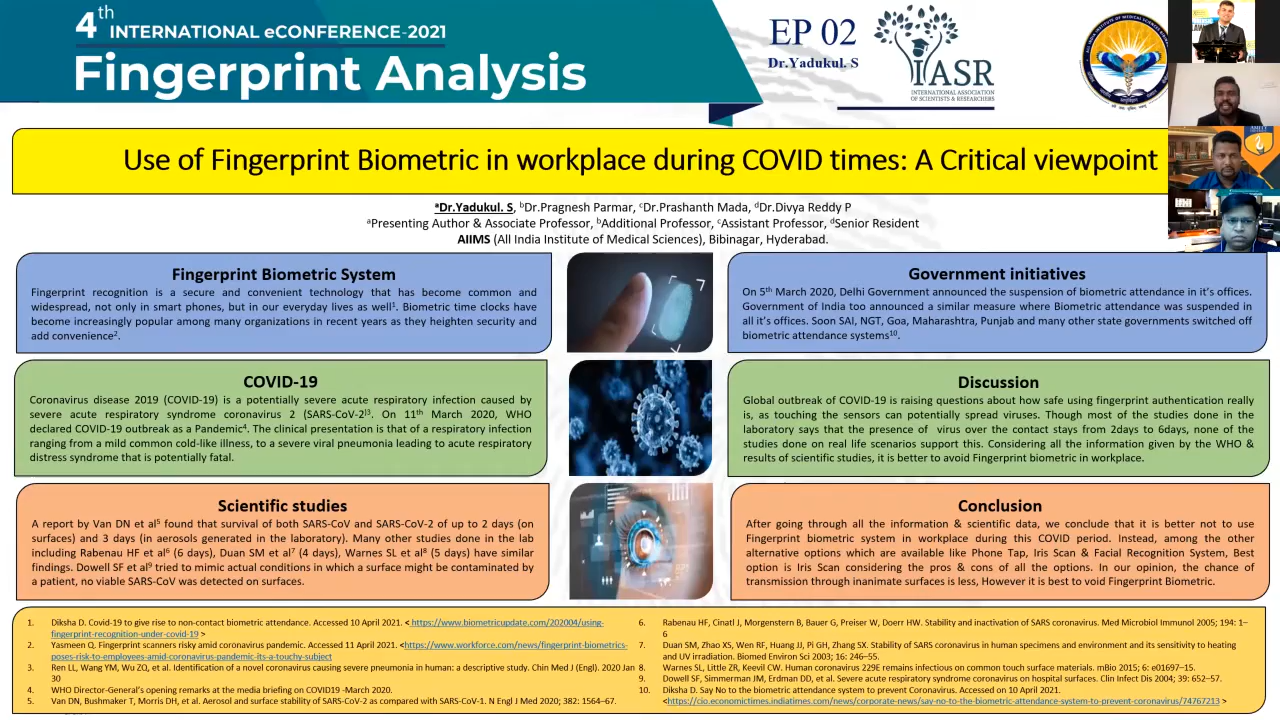 4th INTERNATIONAL eCONFERENCE-2021
Fingerprint Analysis
EP 02
Dr.Yadukul. S
IASR
INTERNATIONAL ASSOCIATION
OF SCIENTISTS & RESEARCHERS
Use of Fingerprint Biometric in workplace during COVID times: A Critical viewpoint
aDr.Yadukul. S, bDr.Pragnesh Parmar, cDr.Prashanth Mada, dDr.Divya Reddy P
aPresenting Author & Associate Professor, bAdditional Professor, cAssistant Professor, dSenior Resident
AIIMS (All India Institute of Medical Sciences), Bibinagar, Hyderabad.
Fingerprint Biometric System
Fingerprint recognition is a secure and convenient technology that has become common and
widespread, not only in smart phones, but in our everyday lives as well1. Biometric time clocks have
become increasingly popular among many organizations in recent years as they heighten security and
add convenience2.
COVID-19
Coronavirus disease 2019 (COVID-19) is a potentially severe acute respiratory infection caused by
severe acute respiratory syndrome coronavirus 2 (SARS-CoV-2)3. On 11th March 2020, WHO
declared COVID-19 outbreak as a Pandemic4. The clinical presentation is that of a respiratory infection
ranging from a mild common cold-like illness, to a severe viral pneumonia leading to acute respiratory
distress syndrome that is potentially fatal.
Scientific studies
A report by Van DN et al5 found that survival of both SARS-CoV and SARS-CoV-2 of up to 2 days (on
surfaces) and 3 days (in aerosols generated in the laboratory). Many other studies done in the lab
including Rabenau HF et al6 (6 days), Duan SM et al7 (4 days), Warnes SL et al8 (5 days) have similar
findings. Dowell SF et al9 tried to mimic actual conditions in which a surface might be contaminated by
a patient, no viable SARS-CoV was detected on surfaces.
Government initiatives
On 5th March 2020, Delhi Government announced the suspension of biometric attendance in it's offices.
Government of India too announced a similar measure where Biometric attendance was suspended in
all it's offices. Soon SAI, NGT, Goa, Maharashtra, Punjab and many other state governments switched off
biometric attendance systems10.
Discussion
Global outbreak of COVID-19 is raising questions about how safe using fingerprint authentication really
is, as touching the sensors can potentially spread viruses. Though most of the studies done in the
laboratory says that the presence of virus over the contact stays from 2days to 6days, none of the
studies done on real life scenarios support this. Considering all the information given by the WHO &
results of scientific studies, it is better to avoid Fingerprint biometric in workplace.
Conclusion
After going through all the information & scientific data, we conclude that it is better not to use
Fingerprint biometric system in workplace during this COVID period. Instead, among the other
alternative options which are available like Phone Tap, Iris Scan & Facial Recognition System, Best
option is Iris Scan considering the pros & cons of all the options. In our opinion, the chance of
transmission through inanimate surfaces is less, However it is best to void Fingerprint Biometric.
1. Diksha D. Covid-19 to give rise to non-contact biometric attendance. Accessed 10 April 2021. < https://www.biometricupdate.com/202004/using-
fingerprint-recognition-under-covid-19 >
2. Yasmeen Q. Fingerprint scanners risky amid coronavirus pandemic. Accessed 11 April 2021. <https://www.workforce.com/news/fingerprint-biometrics-
poses-risk-to-employees-amid-coronavirus-pandemic-its-a-touchy-subject
3. Ren LL, Wang YM, Wu ZQ, et al. Identification of a novel coronavirus causing severe pneumonia in human: a descriptive study. Chin Med J (Engl). 2020 Jan
30
4. WHO Director-General's opening remarks at the media briefing on COVID19 -March 2020.
5. Van DN, Bushmaker T, Morris DH, et al. Aerosol and surface stability of SARS-CoV-2 as compared with SARS-CoV-1. N Engl J Med 2020; 382: 1564–67.
6. Rabenau HF, Cinatl J, Morgenstern B, Bauer G, Preiser W, Doerr HW. Stability and inactivation of SARS coronavirus. Med Microbiol Immunol 2005; 194: 1–
6
7. Duan SM, Zhao XS, Wen RF, Huang JJ, Pi GH, Zhang SX. Stability of SARS coronavirus in human specimens and environment and its sensitivity to heating
and UV irradiation. Biomed Environ Sci 2003; 16: 246–55.
8. Warnes SL, Little ZR, Keevil CW. Human coronavirus 229E remains infectious on common touch surface materials. mBio 2015; 6: e01697–15.
9. Dowell SF, Simmerman JM, Erdman DD, et al. Severe acute respiratory syndrome coronavirus on hospital surfaces. Clin Infect Dis 2004; 39: 652–57.
10. Diksha D. Say No to the biometric attendance system to prevent Coronavirus. Accessed on 10 April 2021.
<https://cio.economictimes.indiatimes.com/news/corporate-news/say-no-to-the-biometric-attendance-system-to-prevent-coronavirus/74767213 >